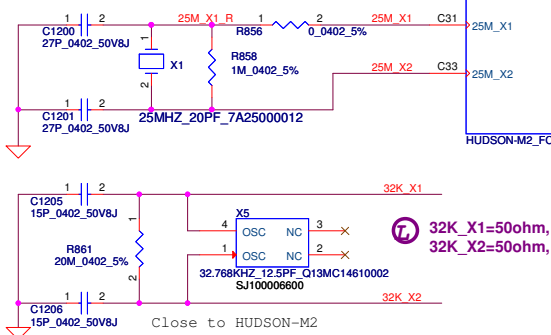 1 2 25M_X1_R 25M_X1 C31
C1200 R856 0_0402_5% 25M_X1
27P_0402_50V8J
1
X1
2
R858
1M_0402_5%
25M_X2 C33
25M_X2
1 2
C1201 25MHZ_20PF_7A25000012
27P_0402_50V8J
HUDSON-M2_FC
1 2 32K_X1
C1205
15P_0402_50V8J
1
X5
4 OSC NC 3
R861
20M_0402_5%
1 OSC NC 2
2
32.768KHZ_12.5PF_Q13MC14610002
SJ100006600
32K_X1=50ohm,
32K_X2=50ohm,
1 2 32K_X2
C1206
15P_0402_50V8J Close to HUDSON-M2